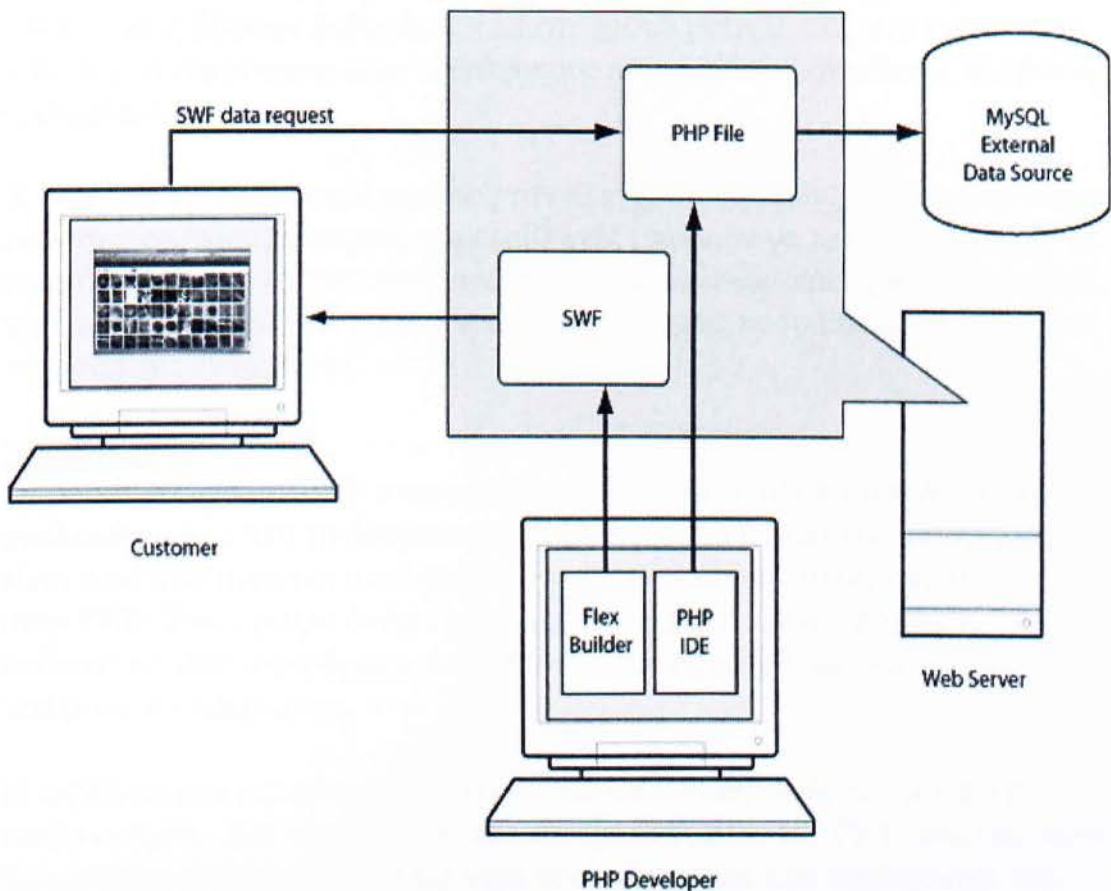 SWF data request
PHP File
MySQL
External
Data Source
SWF
Customer
Flex
Builder
PHP
IDE
Web Server
PHP Developer